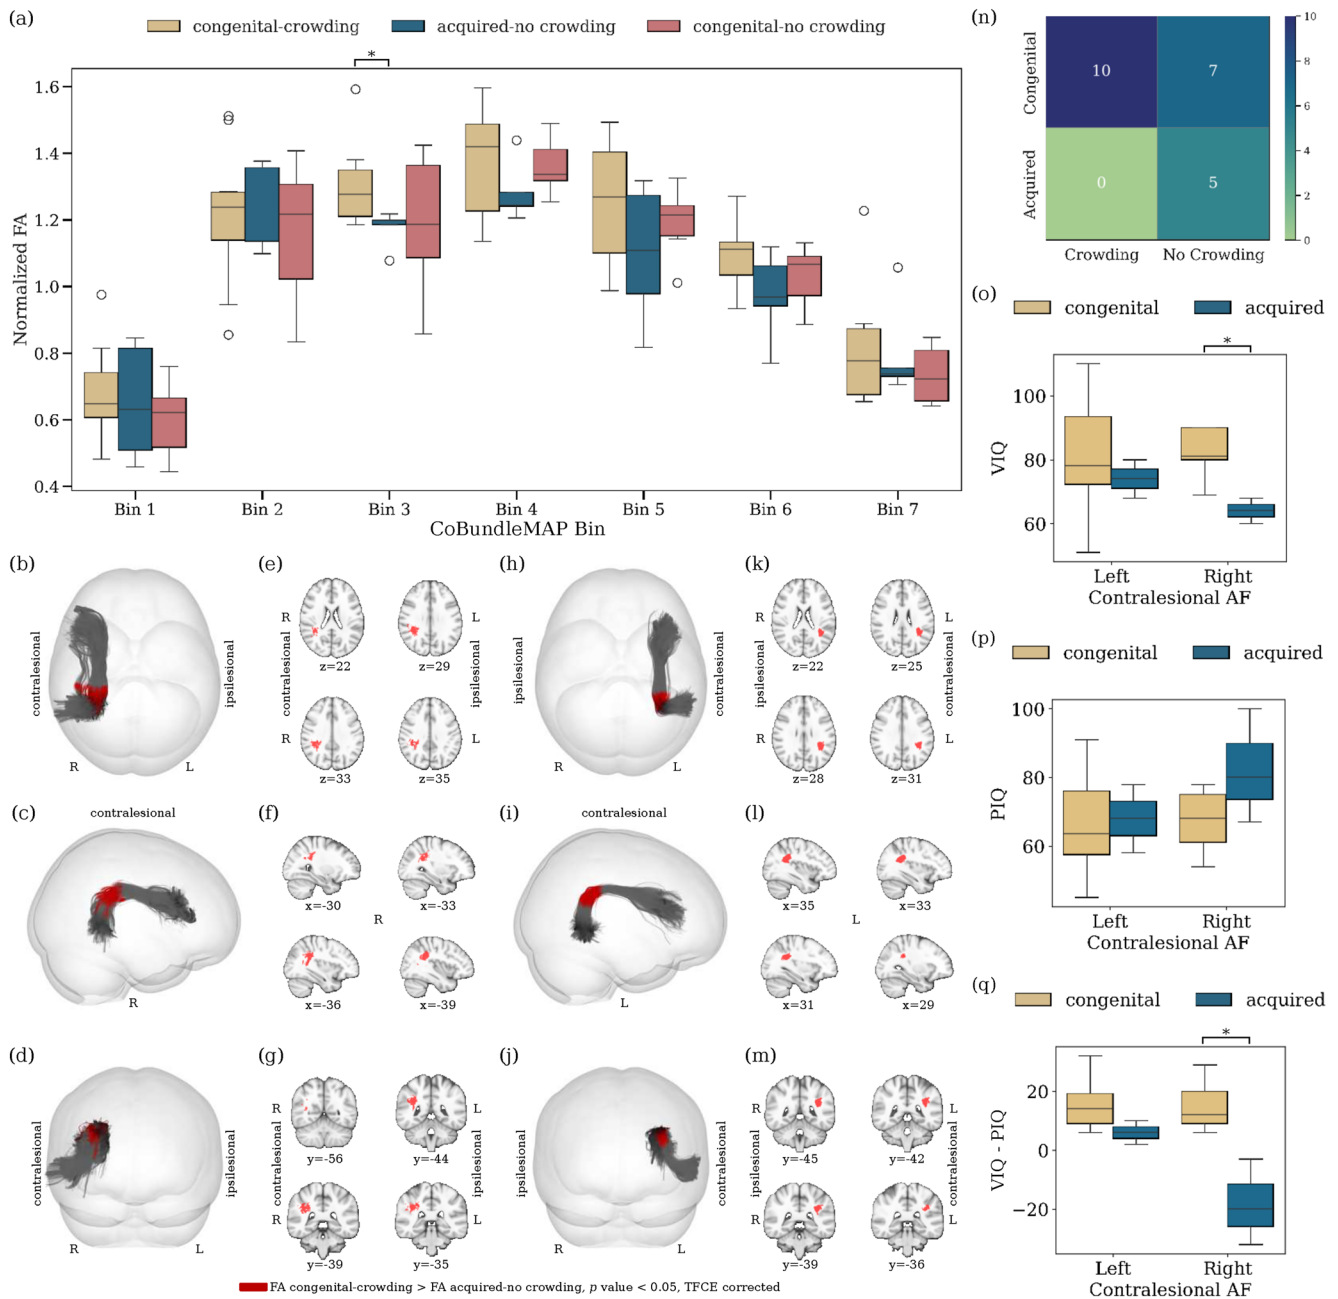 (a)
congenital-crowding acquired-no crowding congenital-no crowding
*
Normalized FA
1.6
1.4
1.2
1.0
0.8
0.6
0.4
Bin 1 Bin 2 Bin 3 Bin 4 Bin 5 Bin 6 Bin 7
CoBundleMAP Bin
(b)
contralesional
ipsilesional
R L
(e)
R L
contralesional
ipsilesional
z=22 z=29
R L
z=33 z=35
(h)
ipsilesional
contralesional
R L
(k)
R L
ipsilesional
contralesional
z=22 z=25
R L
z=28 z=31
(c)
contralesional
R
(f)
x=-30 x=-33
R
x=-36 x=-39
(i)
contralesional
L
(l)
x=35 x=33
L
x=31 x=29
(d)
contralesional
ipsilesional
R L
(g)
R L
contralesional
ipsilesional
y=-56 y=-44
R L
y=-39 y=-35
(j)
ipsilesional
contralesional
R L
(m)
R L
ipsilesional
contralesional
y=-45 y=-42
R L
y=-39 y=-36
FA congenital-crowding > FA acquired-no crowding, p value < 0.05, TFCE corrected
(n)
Congenital
Acquired
10 7
0 5
Crowding No Crowding
10
8
6
4
2
0
(o)
congenital acquired
*
VIQ
100
80
60
Left Right
Contralesional AF
(p)
congenital acquired
PIQ
100
80
60
Left Right
Contralesional AF
(q)
congenital acquired
*
VIQ - PIQ
20
0
−20
Left Right
Contralesional AF